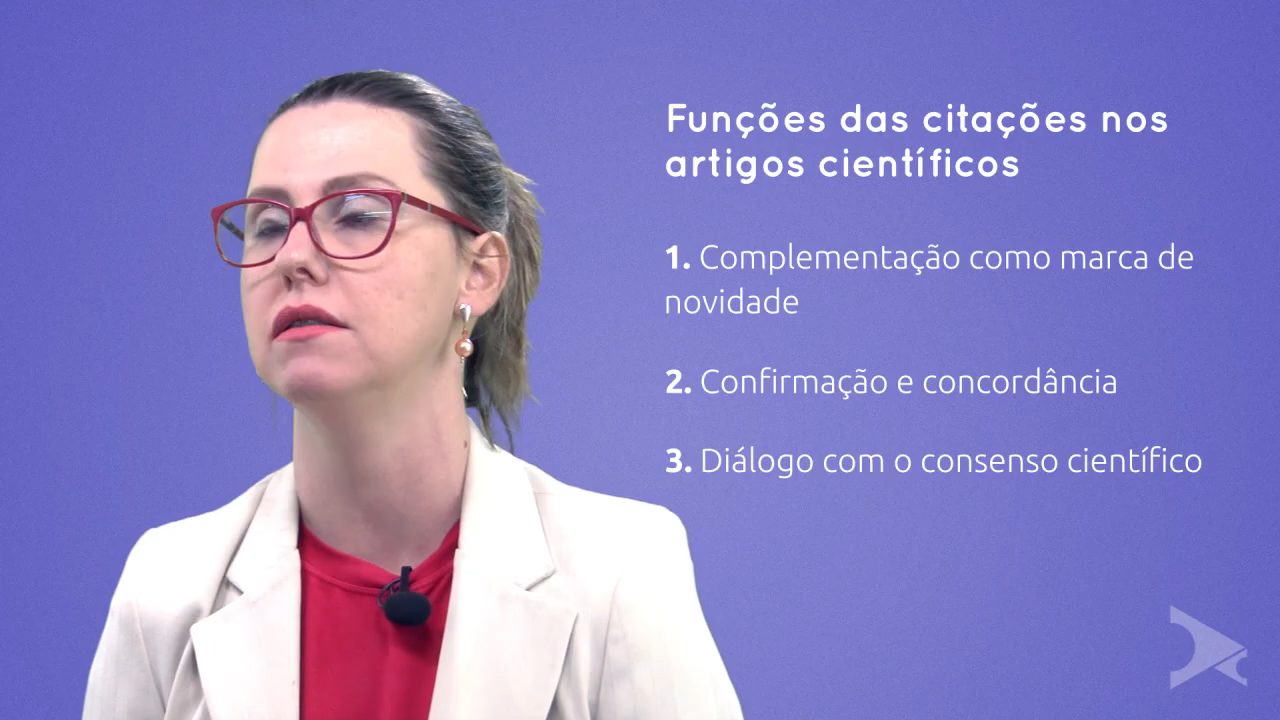 Funções das citações nos
artigos científicos
1. Complementação como marca de
novidade
2. Confirmação e concordância
3. Diálogo com o consenso científico